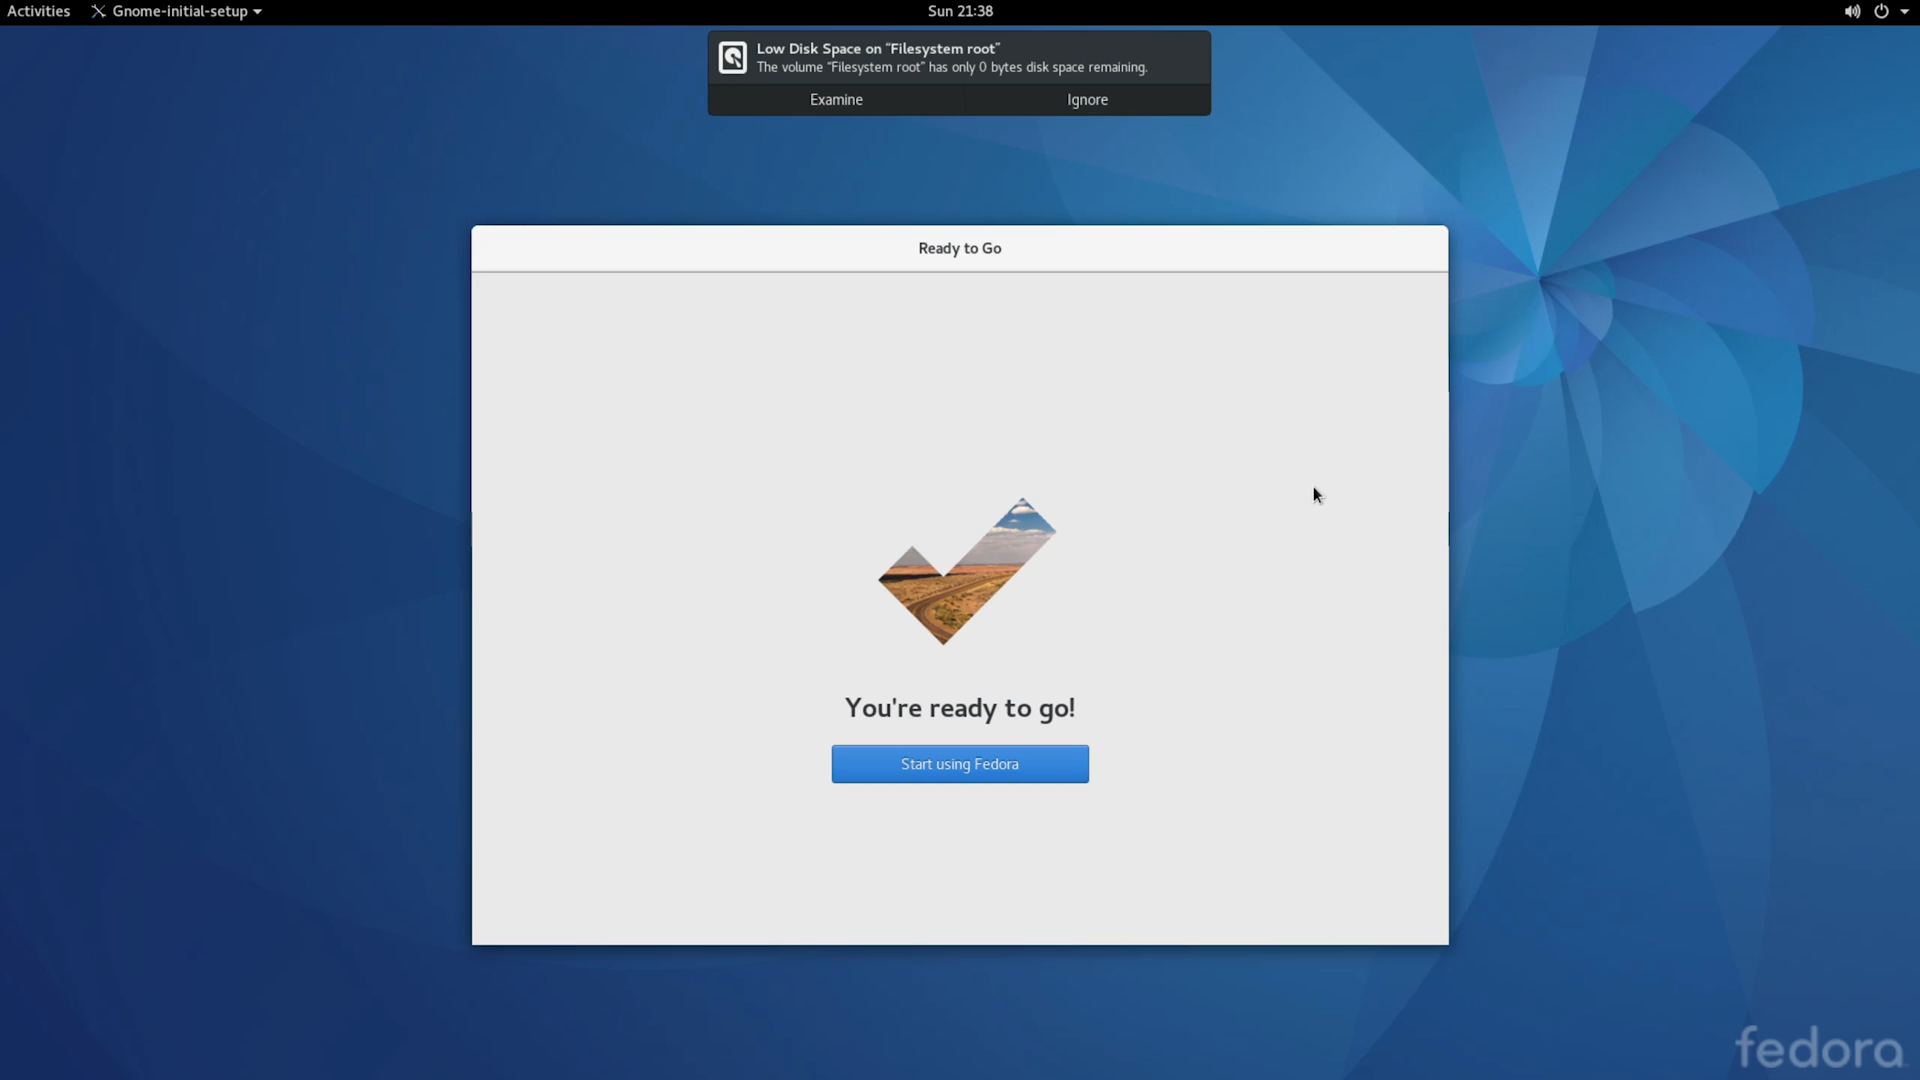 Activities Gnome-initial-setup Sun 21:38
Low Disk Space on “Filesystem root”
The volume “Filesystem root” has only 0 bytes disk space remaining.
Examine Ignore
Ready to Go
You're ready to go!
Start using Fedora
fedora